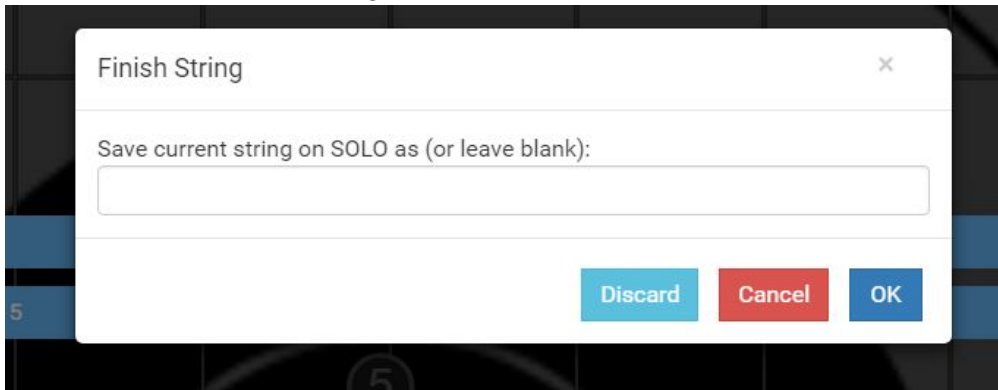 Finish String
×
Save current string on SOLO as (or leave blank):
Discard Cancel OK
5
5